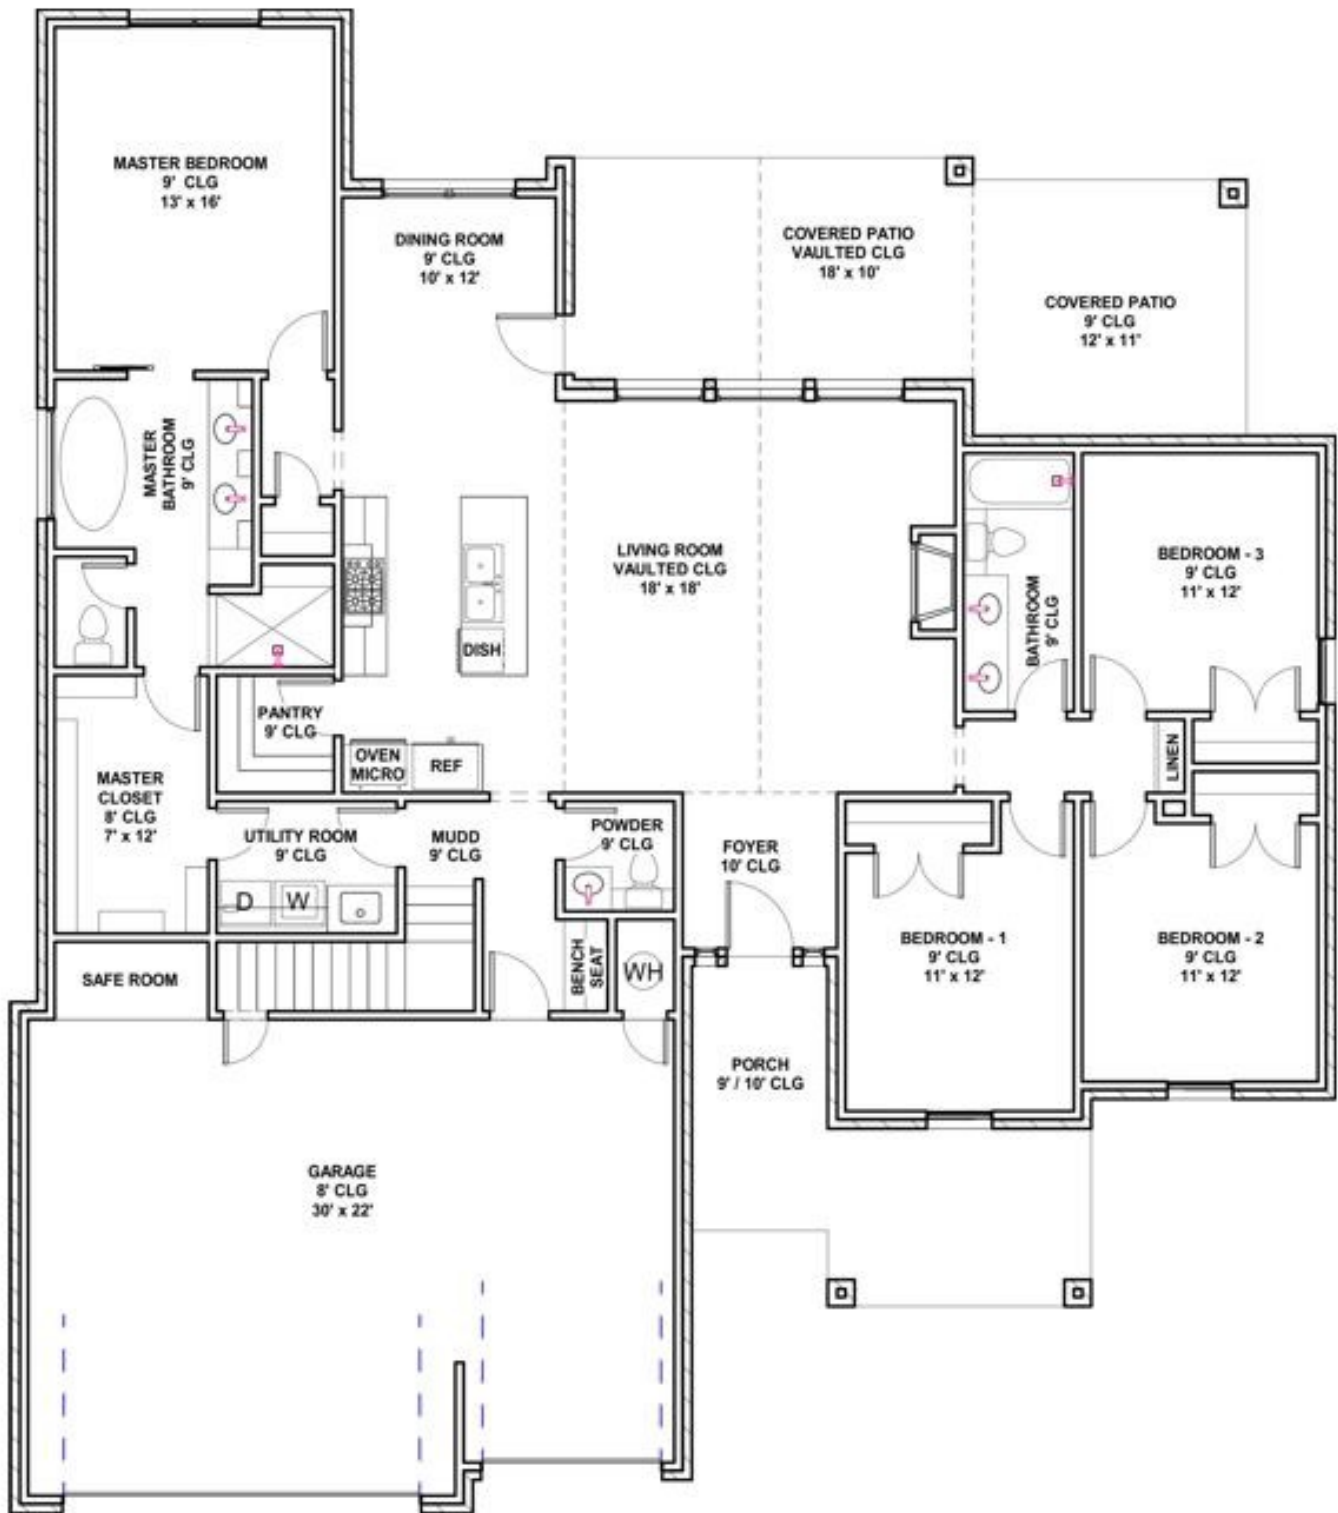 MASTER BEDROOM
9' CLG
13' x 16'
DINING ROOM
9' CLG
10' x 12'
COVERED PATIO
VAULTED CLG
18' x 10'
COVERED PATIO
9' CLG
12' x 11'
MASTER
BATHROOM
9' CLG
LIVING ROOM
VAULTED CLG
18' x 18'
BEDROOM - 3
9' CLG
11' x 12'
BATHROOM
9' CLG
DISH
PANTRY
9' CLG
OVEN
MICRO
REF
LINEN
MASTER
CLOSET
8' CLG
7' x 12'
UTILITY ROOM
9' CLG
MUDD
9' CLG
POWDER
9' CLG
FOYER
10' CLG
D
W
BENCH
SEAT
WH
SAFE ROOM
BEDROOM - 1
9' CLG
11' x 12'
BEDROOM - 2
9' CLG
11' x 12'
PORCH
9' / 10' CLG
GARAGE
8' CLG
30' x 22'